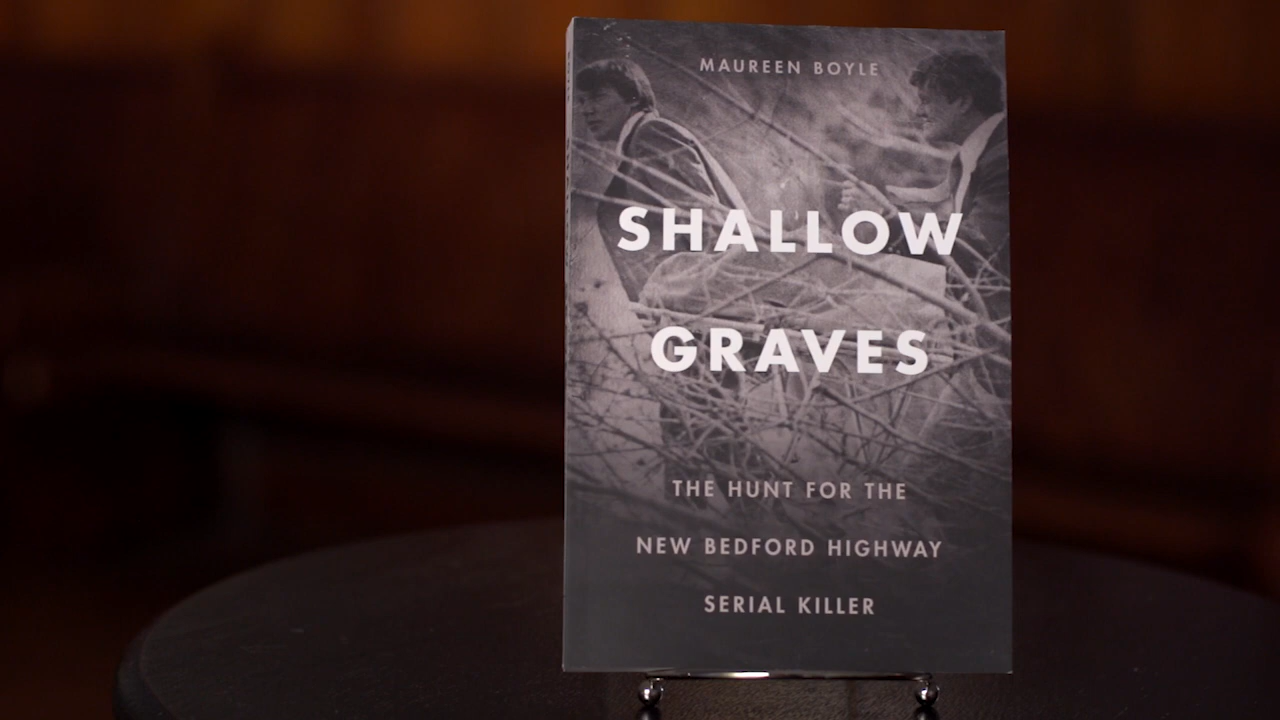 MAUREEN BOYLE
SHALLOW
GRAVES
THE HUNT FOR THE
NEW BEDFORD HIGHWAY
SERIAL KILLER